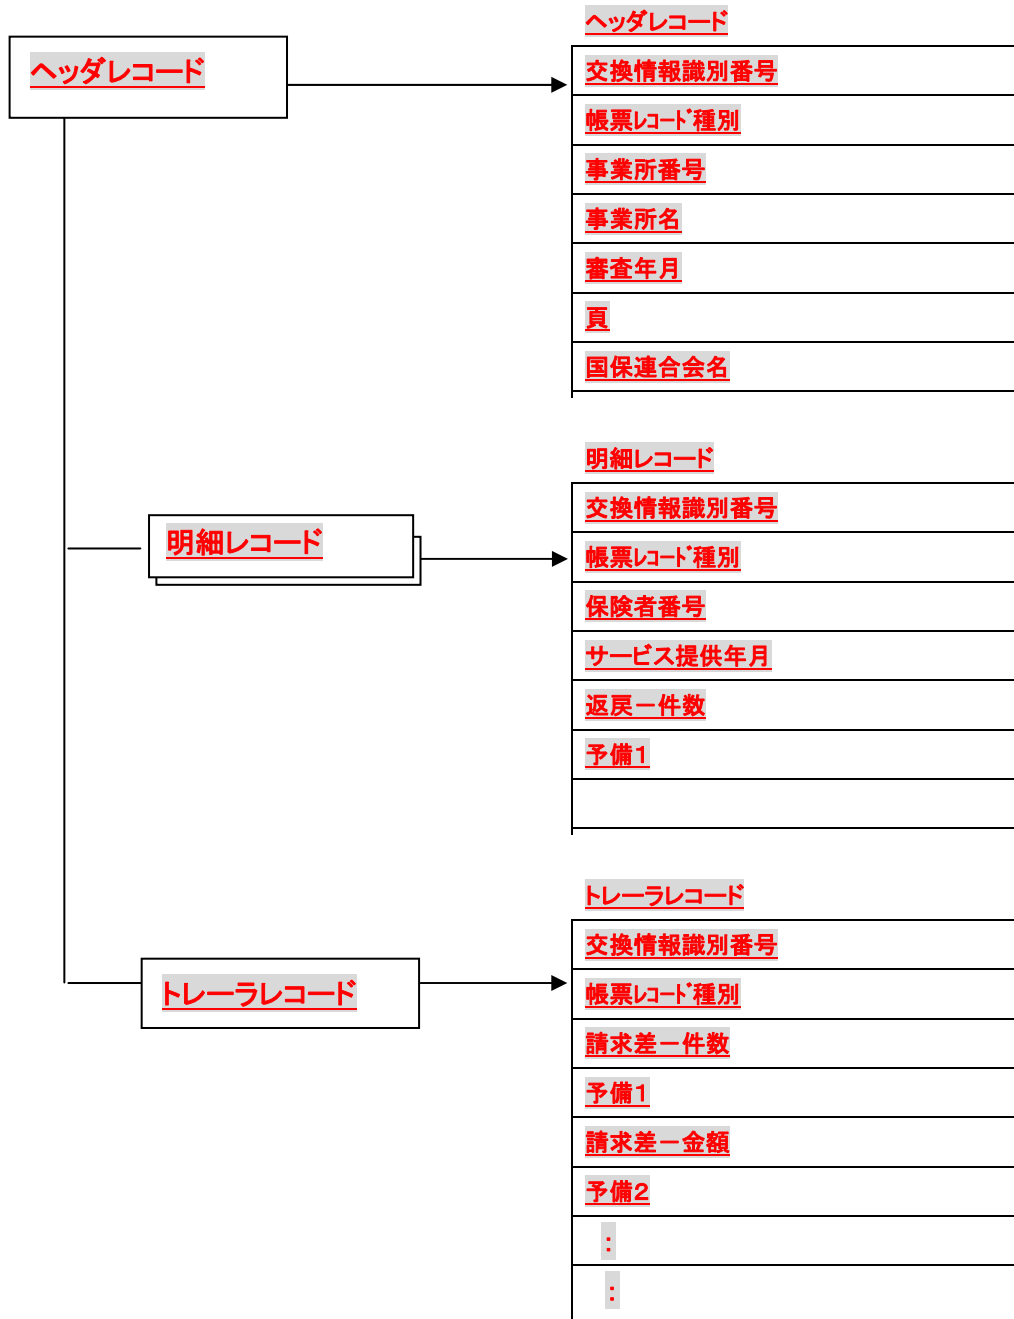 ヘッダレコード
ヘッダレコード
交換情報識別番号
帳票ﾚｺｰﾄﾞ種別
事業所番号
事業所名
審査年月
頁
国保連合会名
明細レコード
明細レコード
交換情報識別番号
帳票ﾚｺｰﾄﾞ種別
保険者番号
サービス提供年月
返戻－件数
予備１
トレーラレコード
トレーラレコード
交換情報識別番号
帳票ﾚｺｰﾄﾞ種別
請求差－件数
予備１
請求差－金額
予備２
：
：